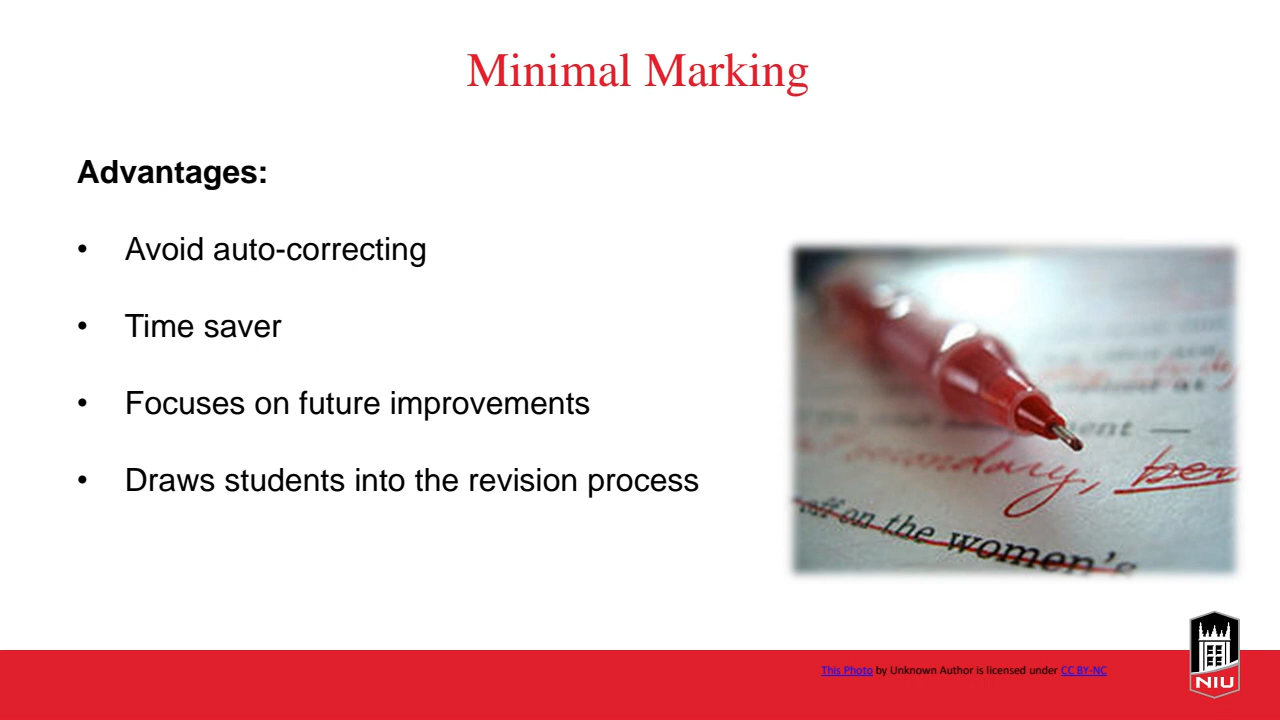 Minimal Marking
Advantages:
• Avoid auto-correcting
• Time saver
• Focuses on future improvements
• Draws students into the revision process
secondary,
off on the women's
This Photo by Unknown Author is licensed under CC BY-NC
NIU